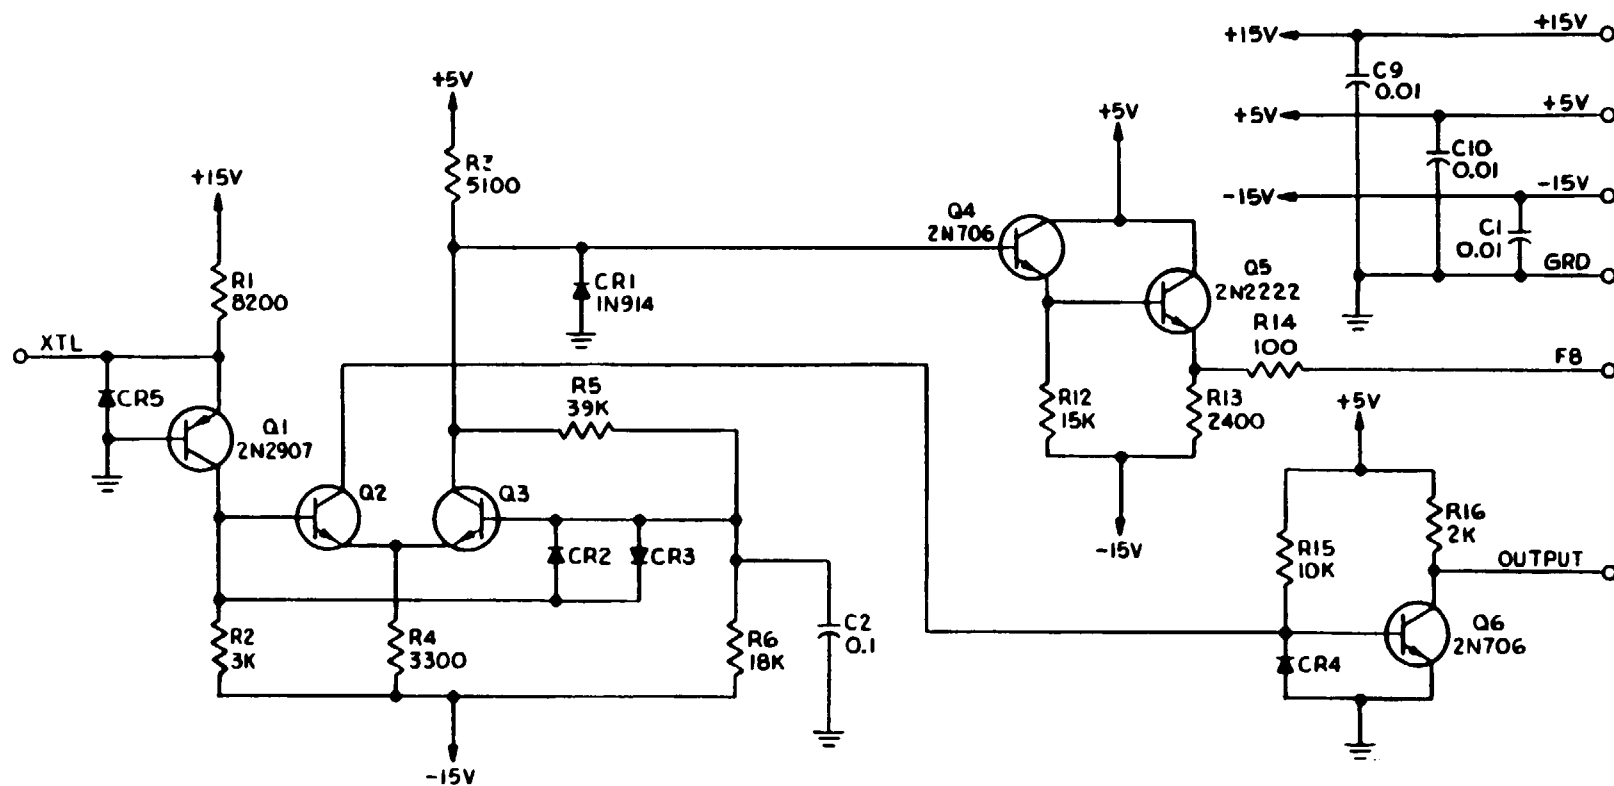 +15V
+15V
C9
0.01
+5V
+5V
C10
0.01
-15V
-15V
C1
0.01
GRD
+5V
R3
5100
+15V
R1
8200
XTL
CR5
Q1
2N2907
CR1
1N914
Q4
2N706
+5V
Q5
2N2222
R14
100
F8
R12
15K
R13
2400
-15V
R5
39K
Q2
Q3
CR2
CR3
R2
3K
R4
3300
R6
18K
C2
0.1
-15V
+5V
R16
2K
R15
10K
OUTPUT
Q6
2N706
CR4